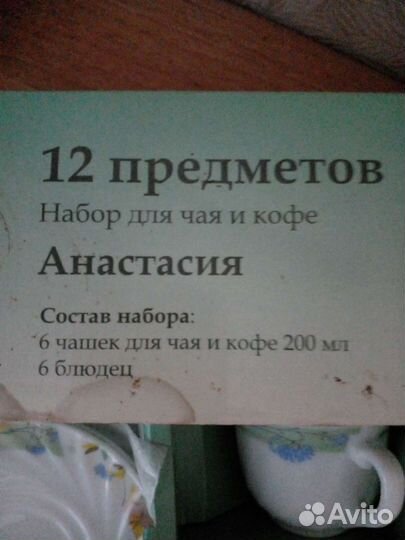 12 предметов
Набор для чая и кофе
Анастасия
Состав набора:
6 чашек для чая и кофе 200 мл
6 блюдец
Avito